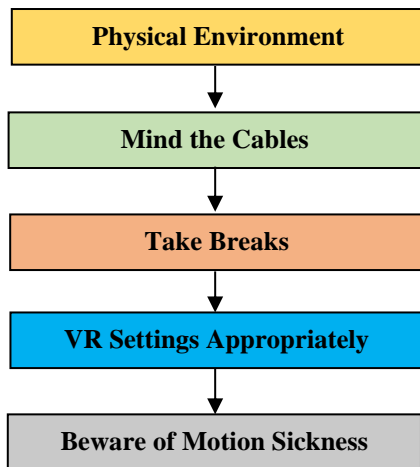 Physical Environment
Mind the Cables
Take Breaks
VR Settings Appropriately
Beware of Motion Sickness